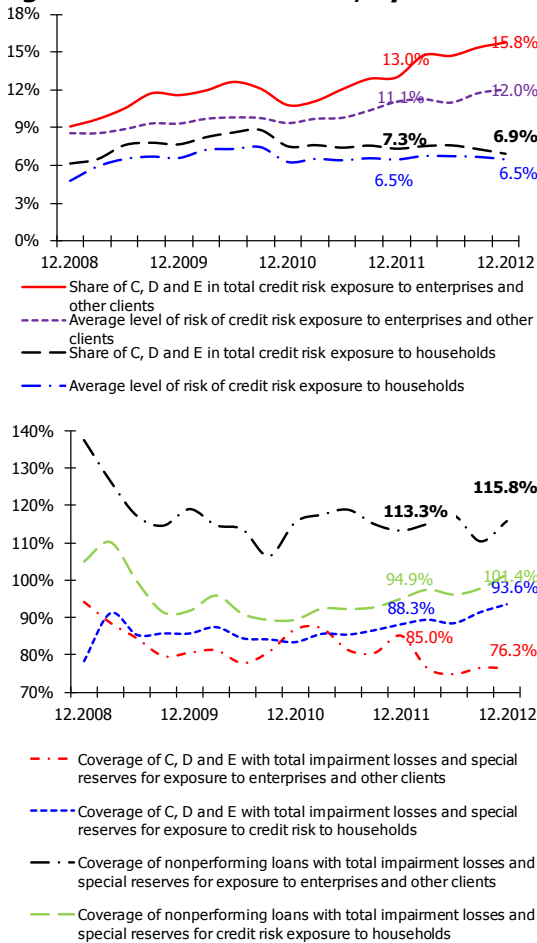 18%
15%
12%
9%
6%
3%
0%
13.0%
15.8%
11.1%
12.0%
7.3%
6.9%
6.5%
6.5%
12.2008 12.2009 12.2010 12.2011 12.2012
Share of C, D and E in total credit risk exposure to enterprises and
other clients
Average level of risk of credit risk exposure to enterprises and other
clients
Share of C, D and E in total credit risk exposure to households
Average level of risk of credit risk exposure to households
140%
130%
120%
110%
100%
90%
80%
70%
113.3%
115.8%
94.9%
101.4%
88.3%
93.6%
85.0%
76.3%
12.2008 12.2009 12.2010 12.2011 12.2012
Coverage of C, D and E with total impairment losses and special
reserves for exposure to enterprises and other clients
Coverage of C, D and E with total impairment losses and special
reserves for exposure to credit risk to households
Coverage of nonperforming loans with total impairment losses and
special reserves for exposure to enterprises and other clients
Coverage of nonperforming loans with total impairment losses and
special reserves for credit risk exposure to households